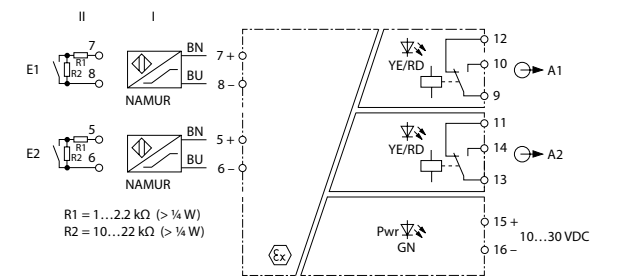 II I
E1 7 R1 R2 8
NAMUR
BN 7 +
BU 8 –
YE/RD
12
10 A1
9
E2 5 R1 R2 6
NAMUR
BN 5 +
BU 6 –
YE/RD
11
14 A2
13
R1 = 1…2.2 kΩ (> ¼ W)
R2 = 10…22 kΩ (> ¼ W)
εx
Pwr
GN
15 +
10…30 VDC
16 –